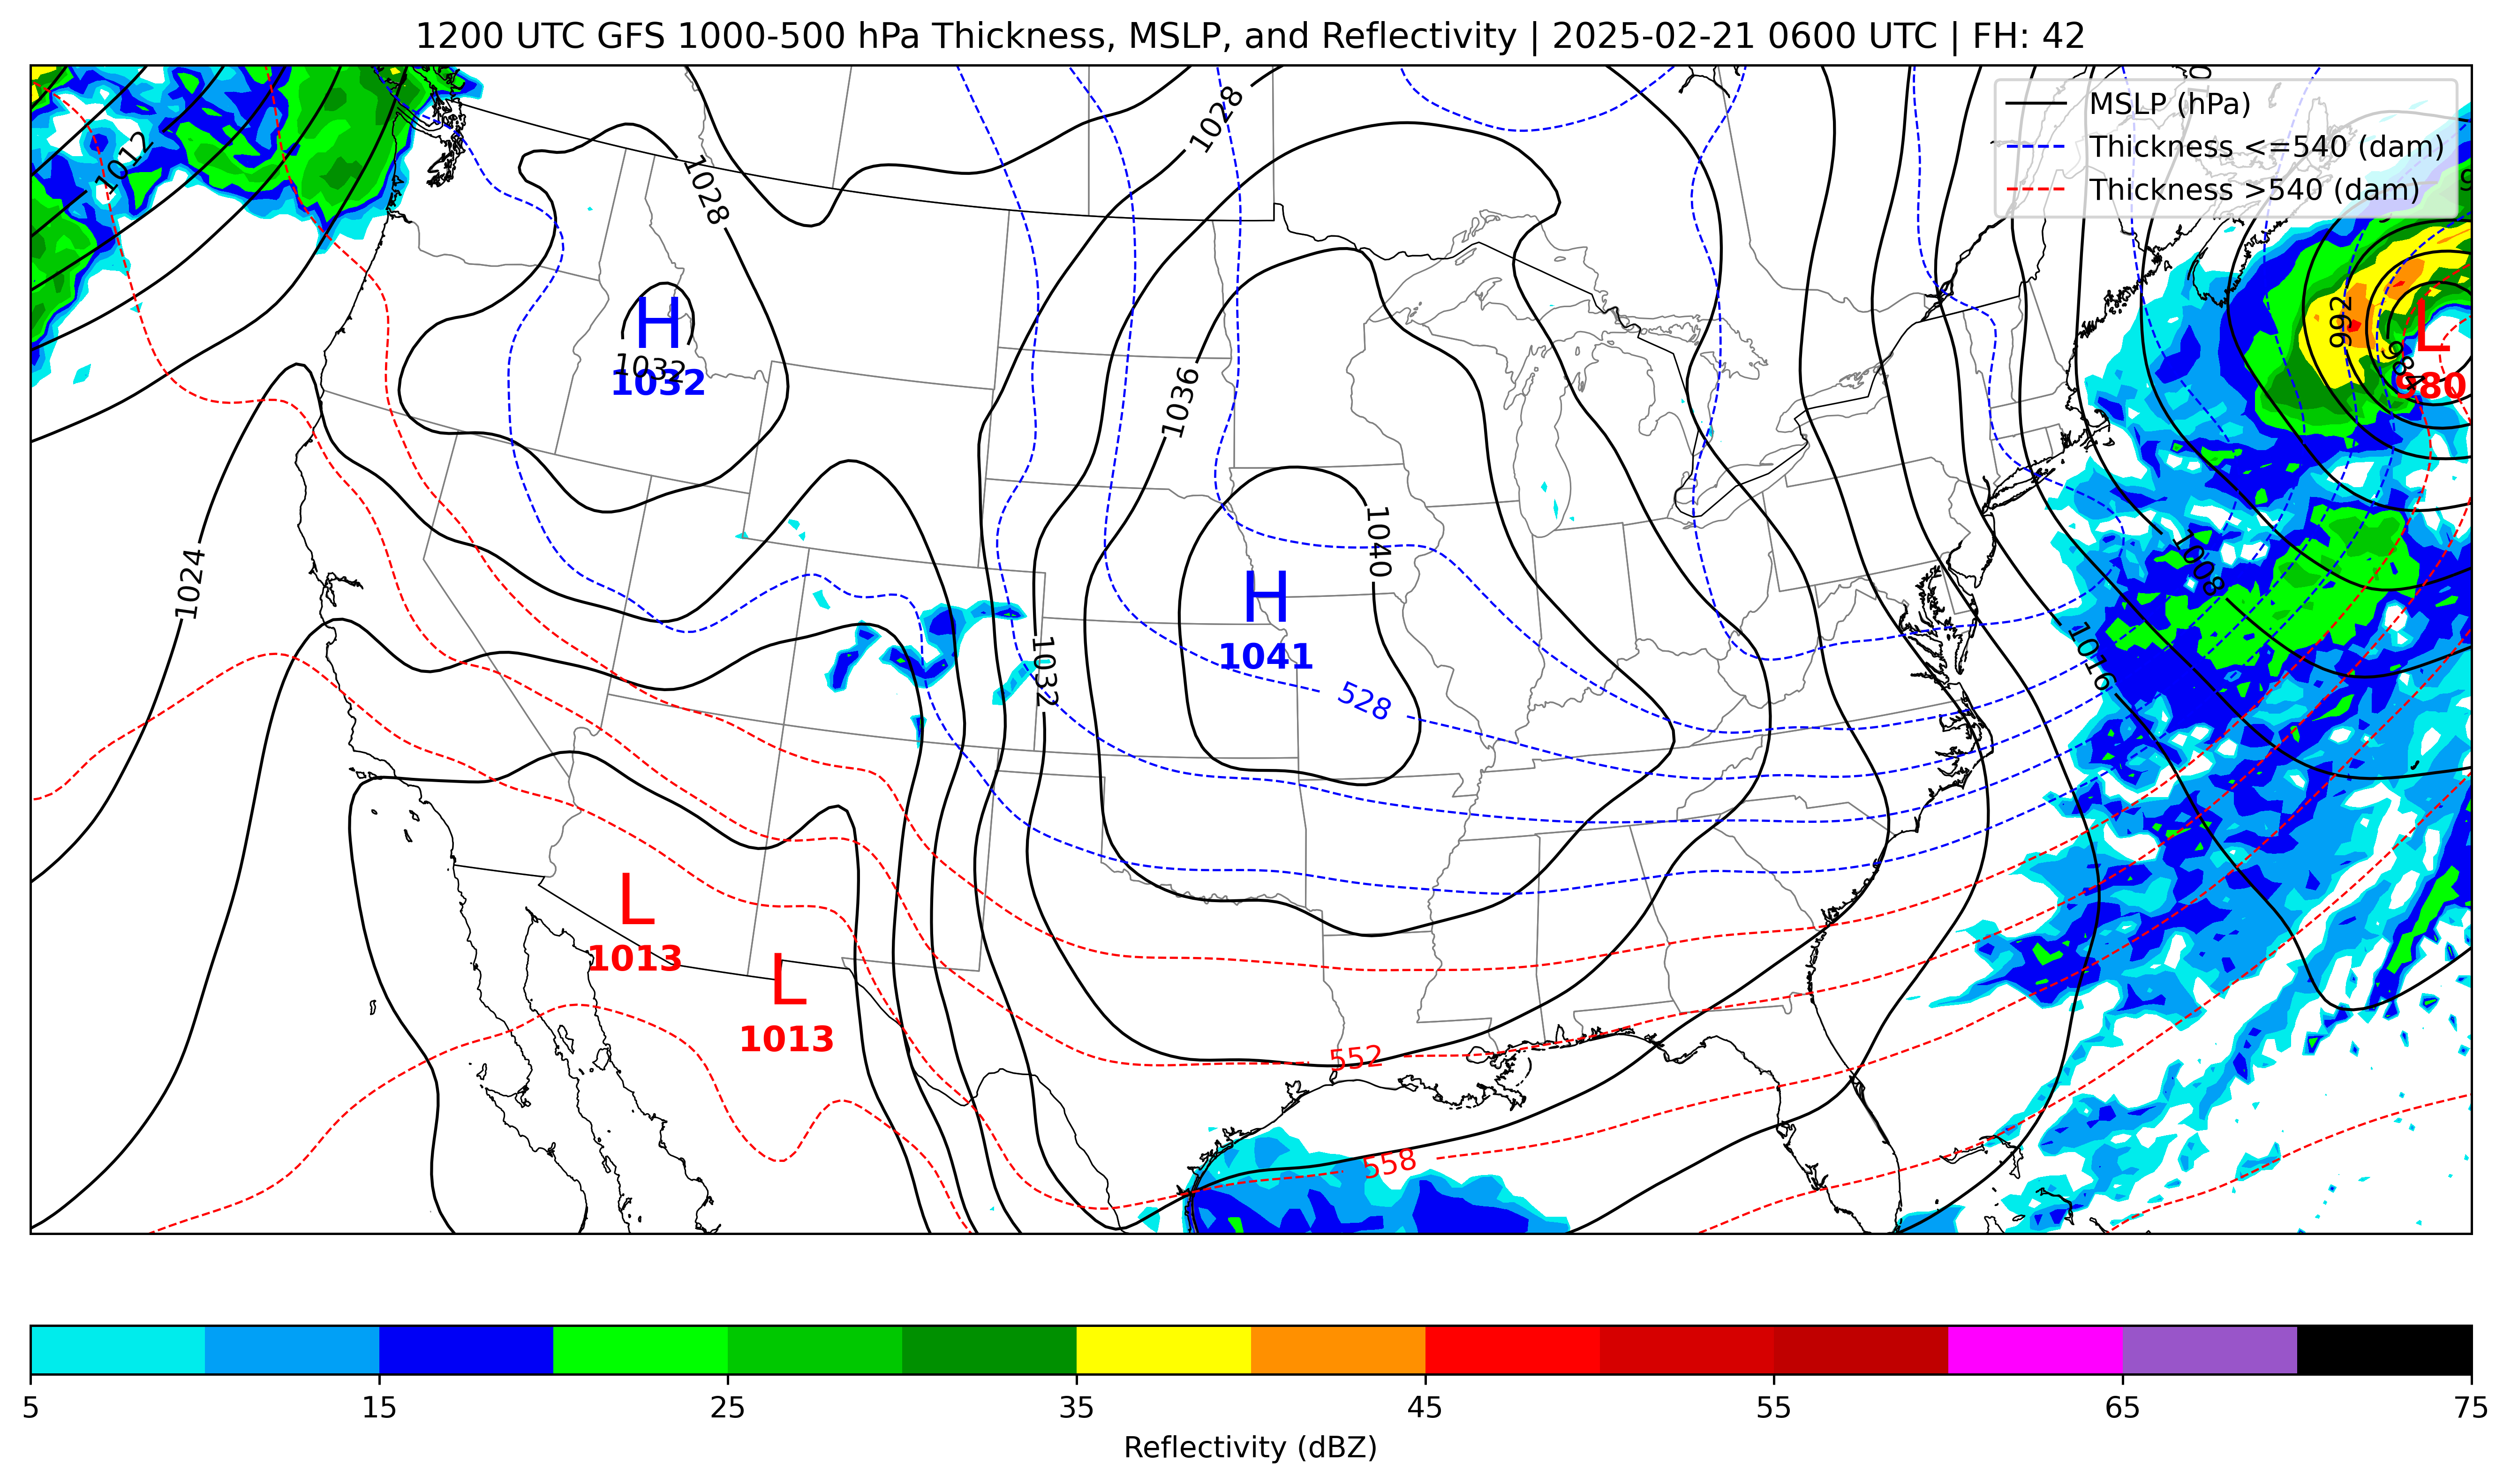 1200 UTC GFS 1000-500 hPa Thickness, MSLP, and Reflectivity | 2025-02-21 0600 UTC | FH: 42
MSLP (hPa)
Thickness <=540 (dam)
Thickness >540 (dam)
1012
1028
1028
H
1032
1032
1036
992
L
984
980
1024
1040
H
1041
1008
1032
1016
528
L
1013
L
1013
552
558
5 15 25 35 45 55 65 75
Reflectivity (dBZ)